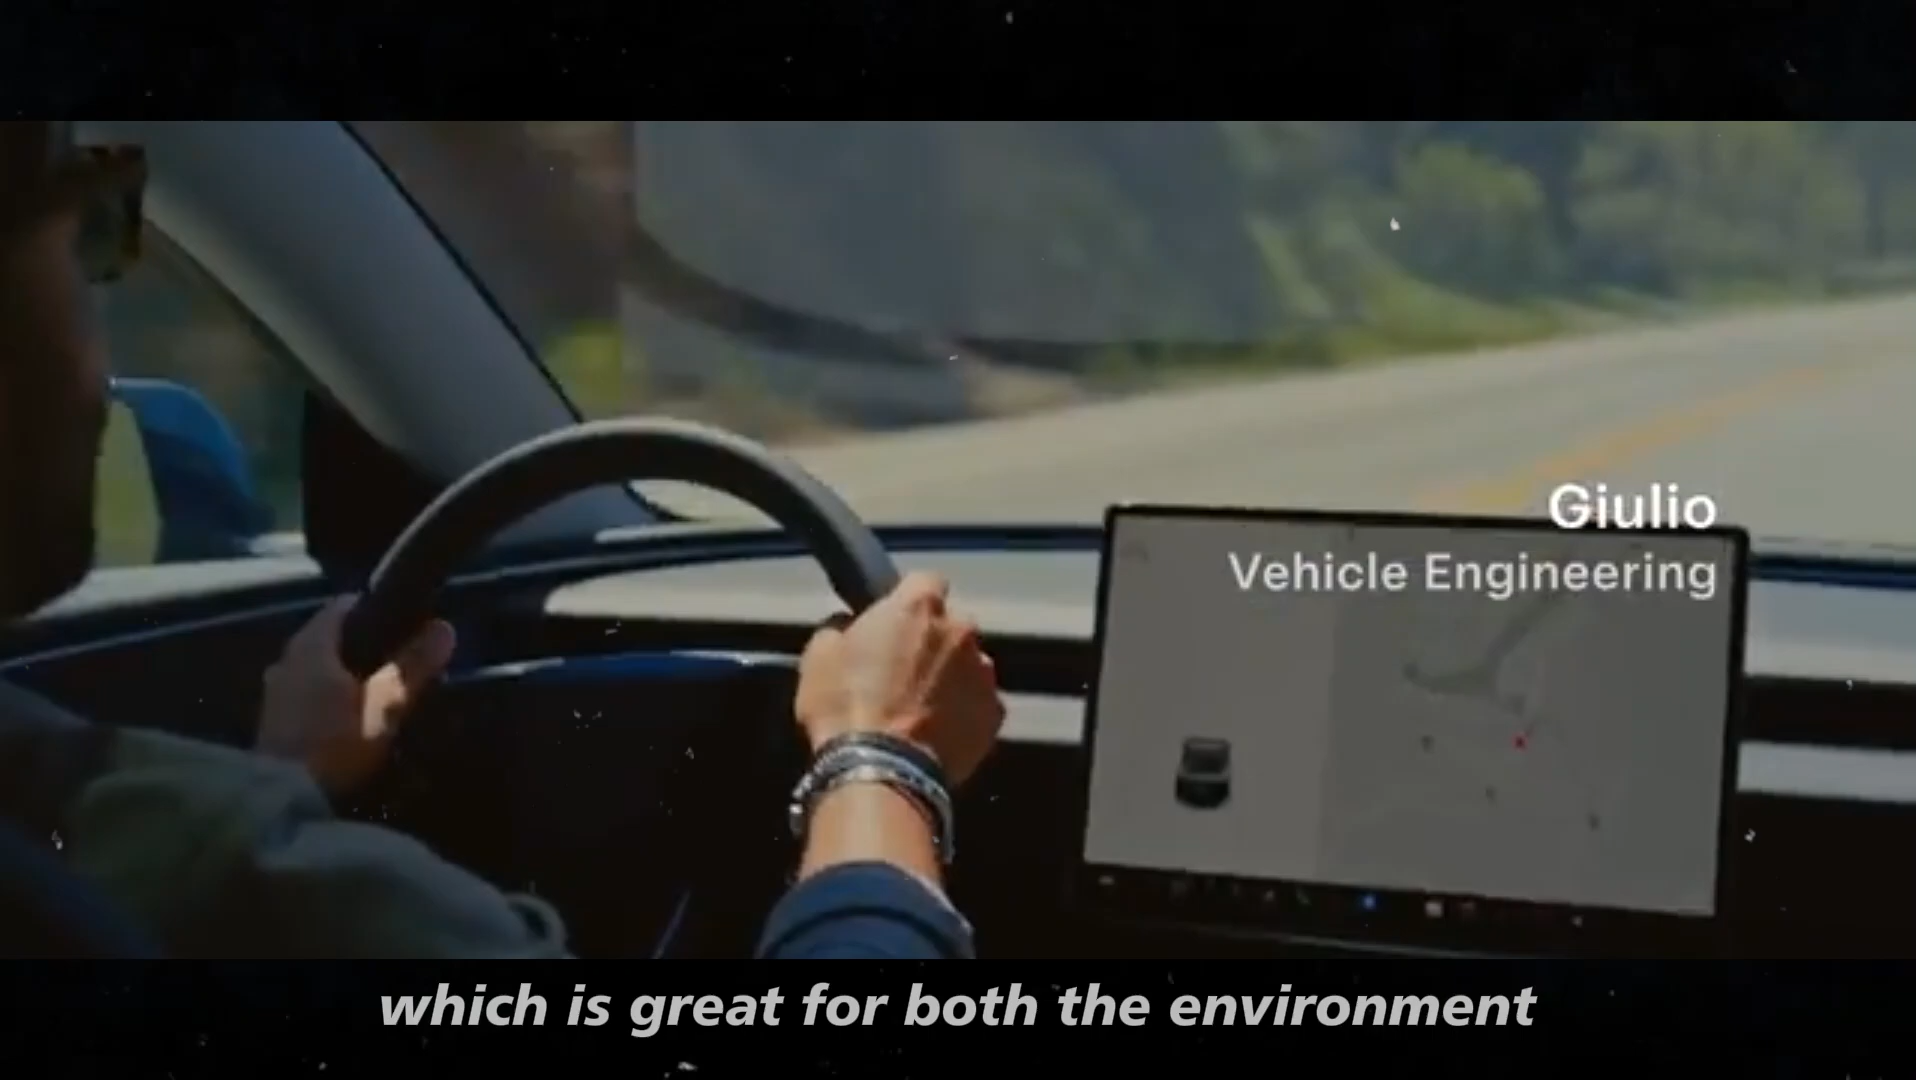 Giulio
Vehicle Engineering
which is great for both the environment